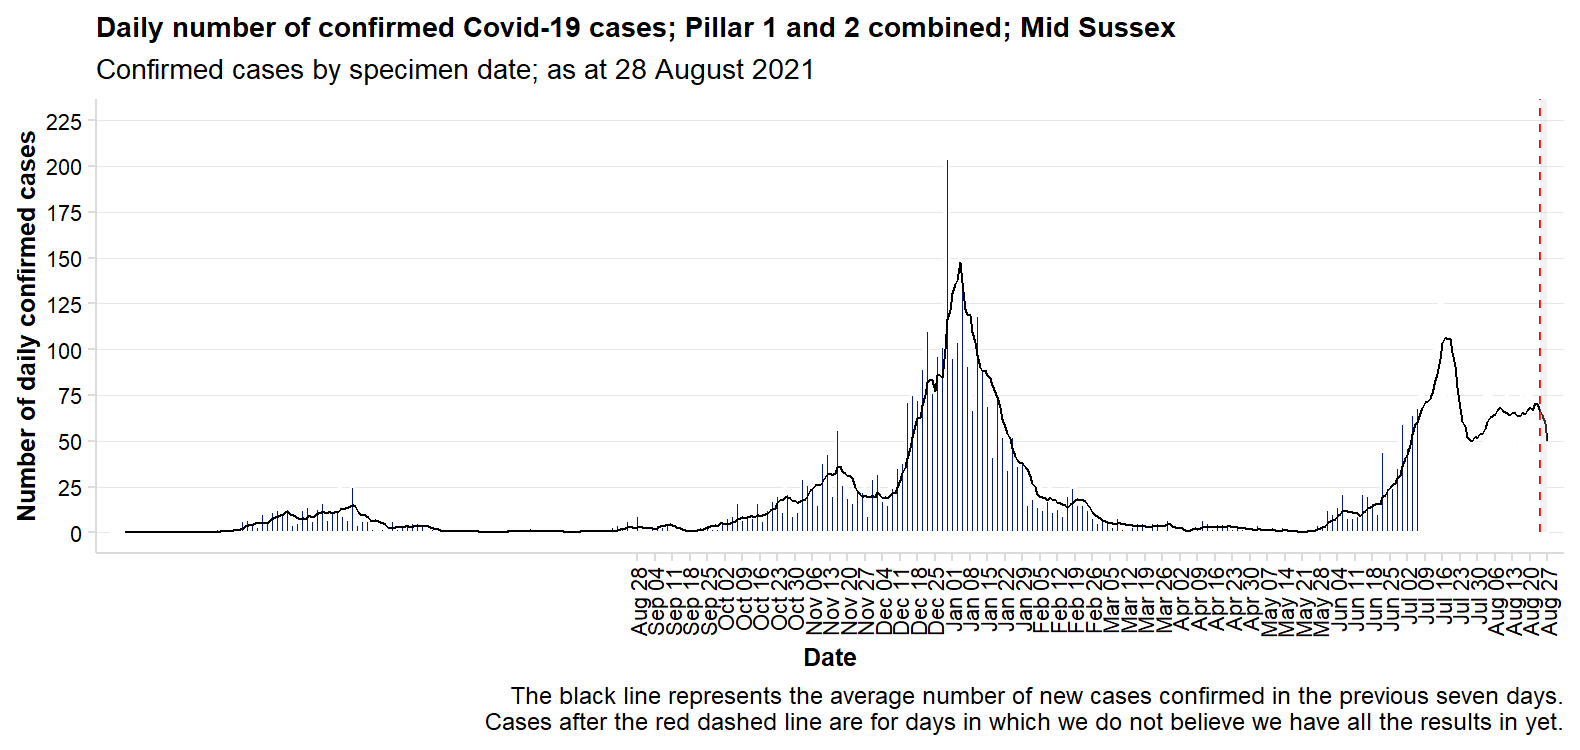 Daily number of confirmed Covid-19 cases; Pillar 1 and 2 combined; Mid Sussex
Confirmed cases by specimen date; as at 28 August 2021
Number of daily confirmed cases
225
200
175
150
125
100
75
50
25
0
Aug 28
Sep 04
Sep 11
Sep 18
Sep 25
Oct 02
Oct 09
Oct 16
Oct 23
Oct 30
Nov 06
Nov 13
Nov 20
Nov 27
Dec 04
Dec 11
Dec 18
Dec 25
Jan 01
Jan 08
Jan 15
Jan 22
Jan 29
Feb 05
Feb 12
Feb 19
Feb 26
Mar 05
Mar 12
Mar 19
Mar 26
Apr 02
Apr 09
Apr 16
Apr 23
Apr 30
May 07
May 14
May 21
May 28
Jun 04
Jun 11
Jun 18
Jun 25
Jul 02
Jul 09
Jul 16
Jul 23
Jul 30
Aug 06
Aug 13
Aug 20
Aug 27
Date
The black line represents the average number of new cases confirmed in the previous seven days.
Cases after the red dashed line are for days in which we do not believe we have all the results in yet.